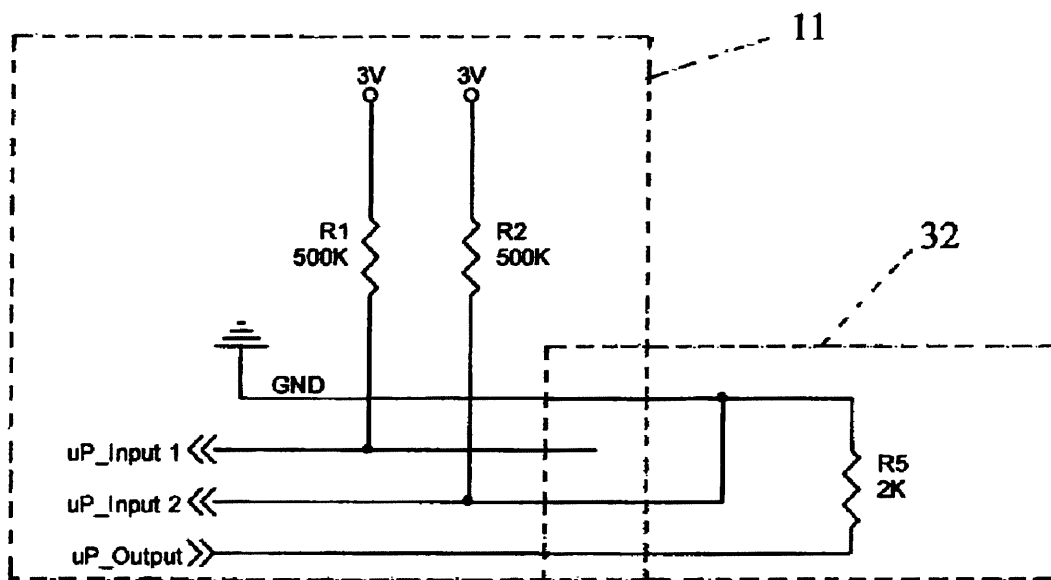 11
3V 3V
R1
500K
R2
500K
32
GND
uP_Input 1
uP_Input 2
uP_Output
R5
2K